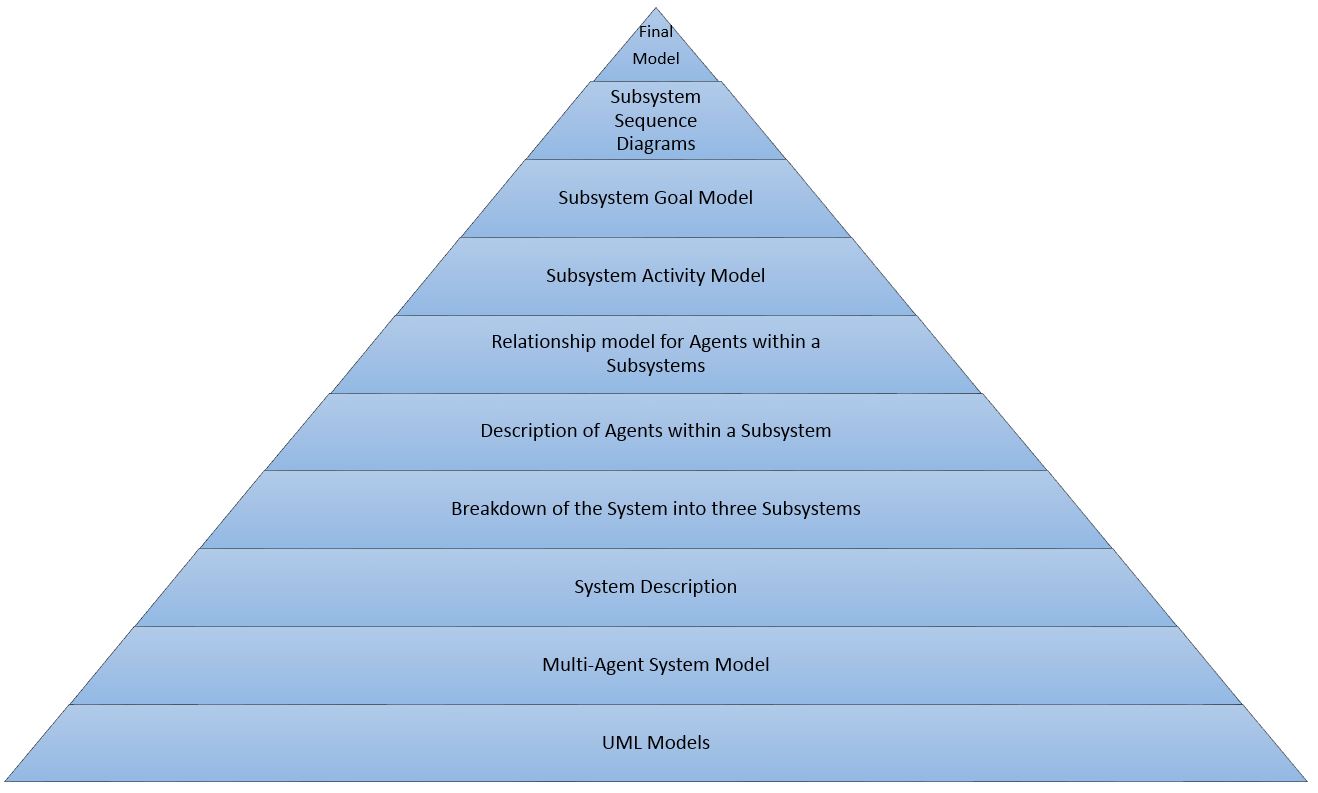 Final
Model
Subsystem
Sequence
Diagrams
Subsystem Goal Model
Subsystem Activity Model
Relationship model for Agents within a
Subsystems
Description of Agents within a Subsystem
Breakdown of the System into three Subsystems
System Description
Multi-Agent System Model
UML Models